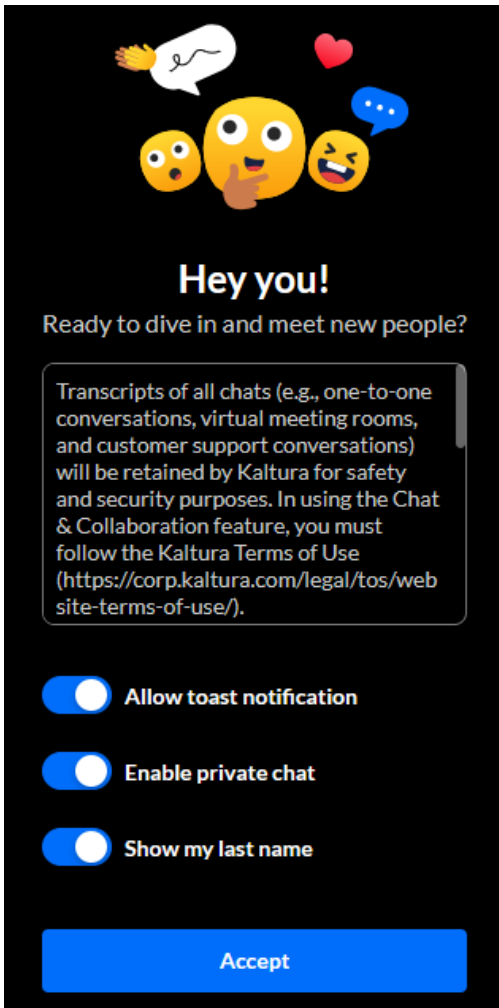 Hey you!
Ready to dive in and meet new people?
Transcripts of all chats (e.g., one-to-one
conversations, virtual meeting rooms,
and customer support conversations)
will be retained by Kaltura for safety
and security purposes. In using the Chat
& Collaboration feature, you must
follow the Kaltura Terms of Use
(https://corp.kaltura.com/legal/tos/web
site-terms-of-use/).
Allow toast notification
Enable private chat
Show my last name
Accept